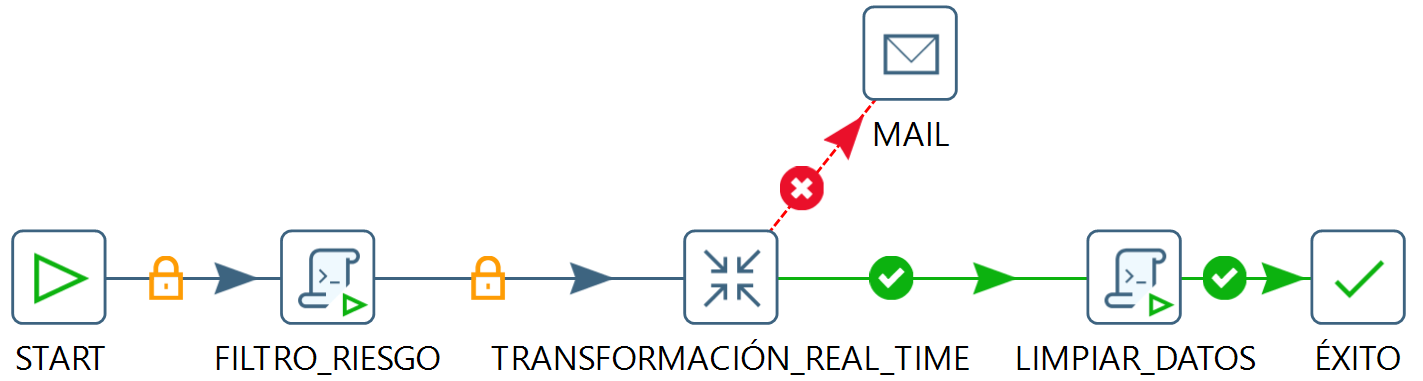 MAIL
START
FILTRO_RIESGO
TRANSFORMACIÓN_REAL_TIME
LIMPIAR_DATOS
ÉXITO